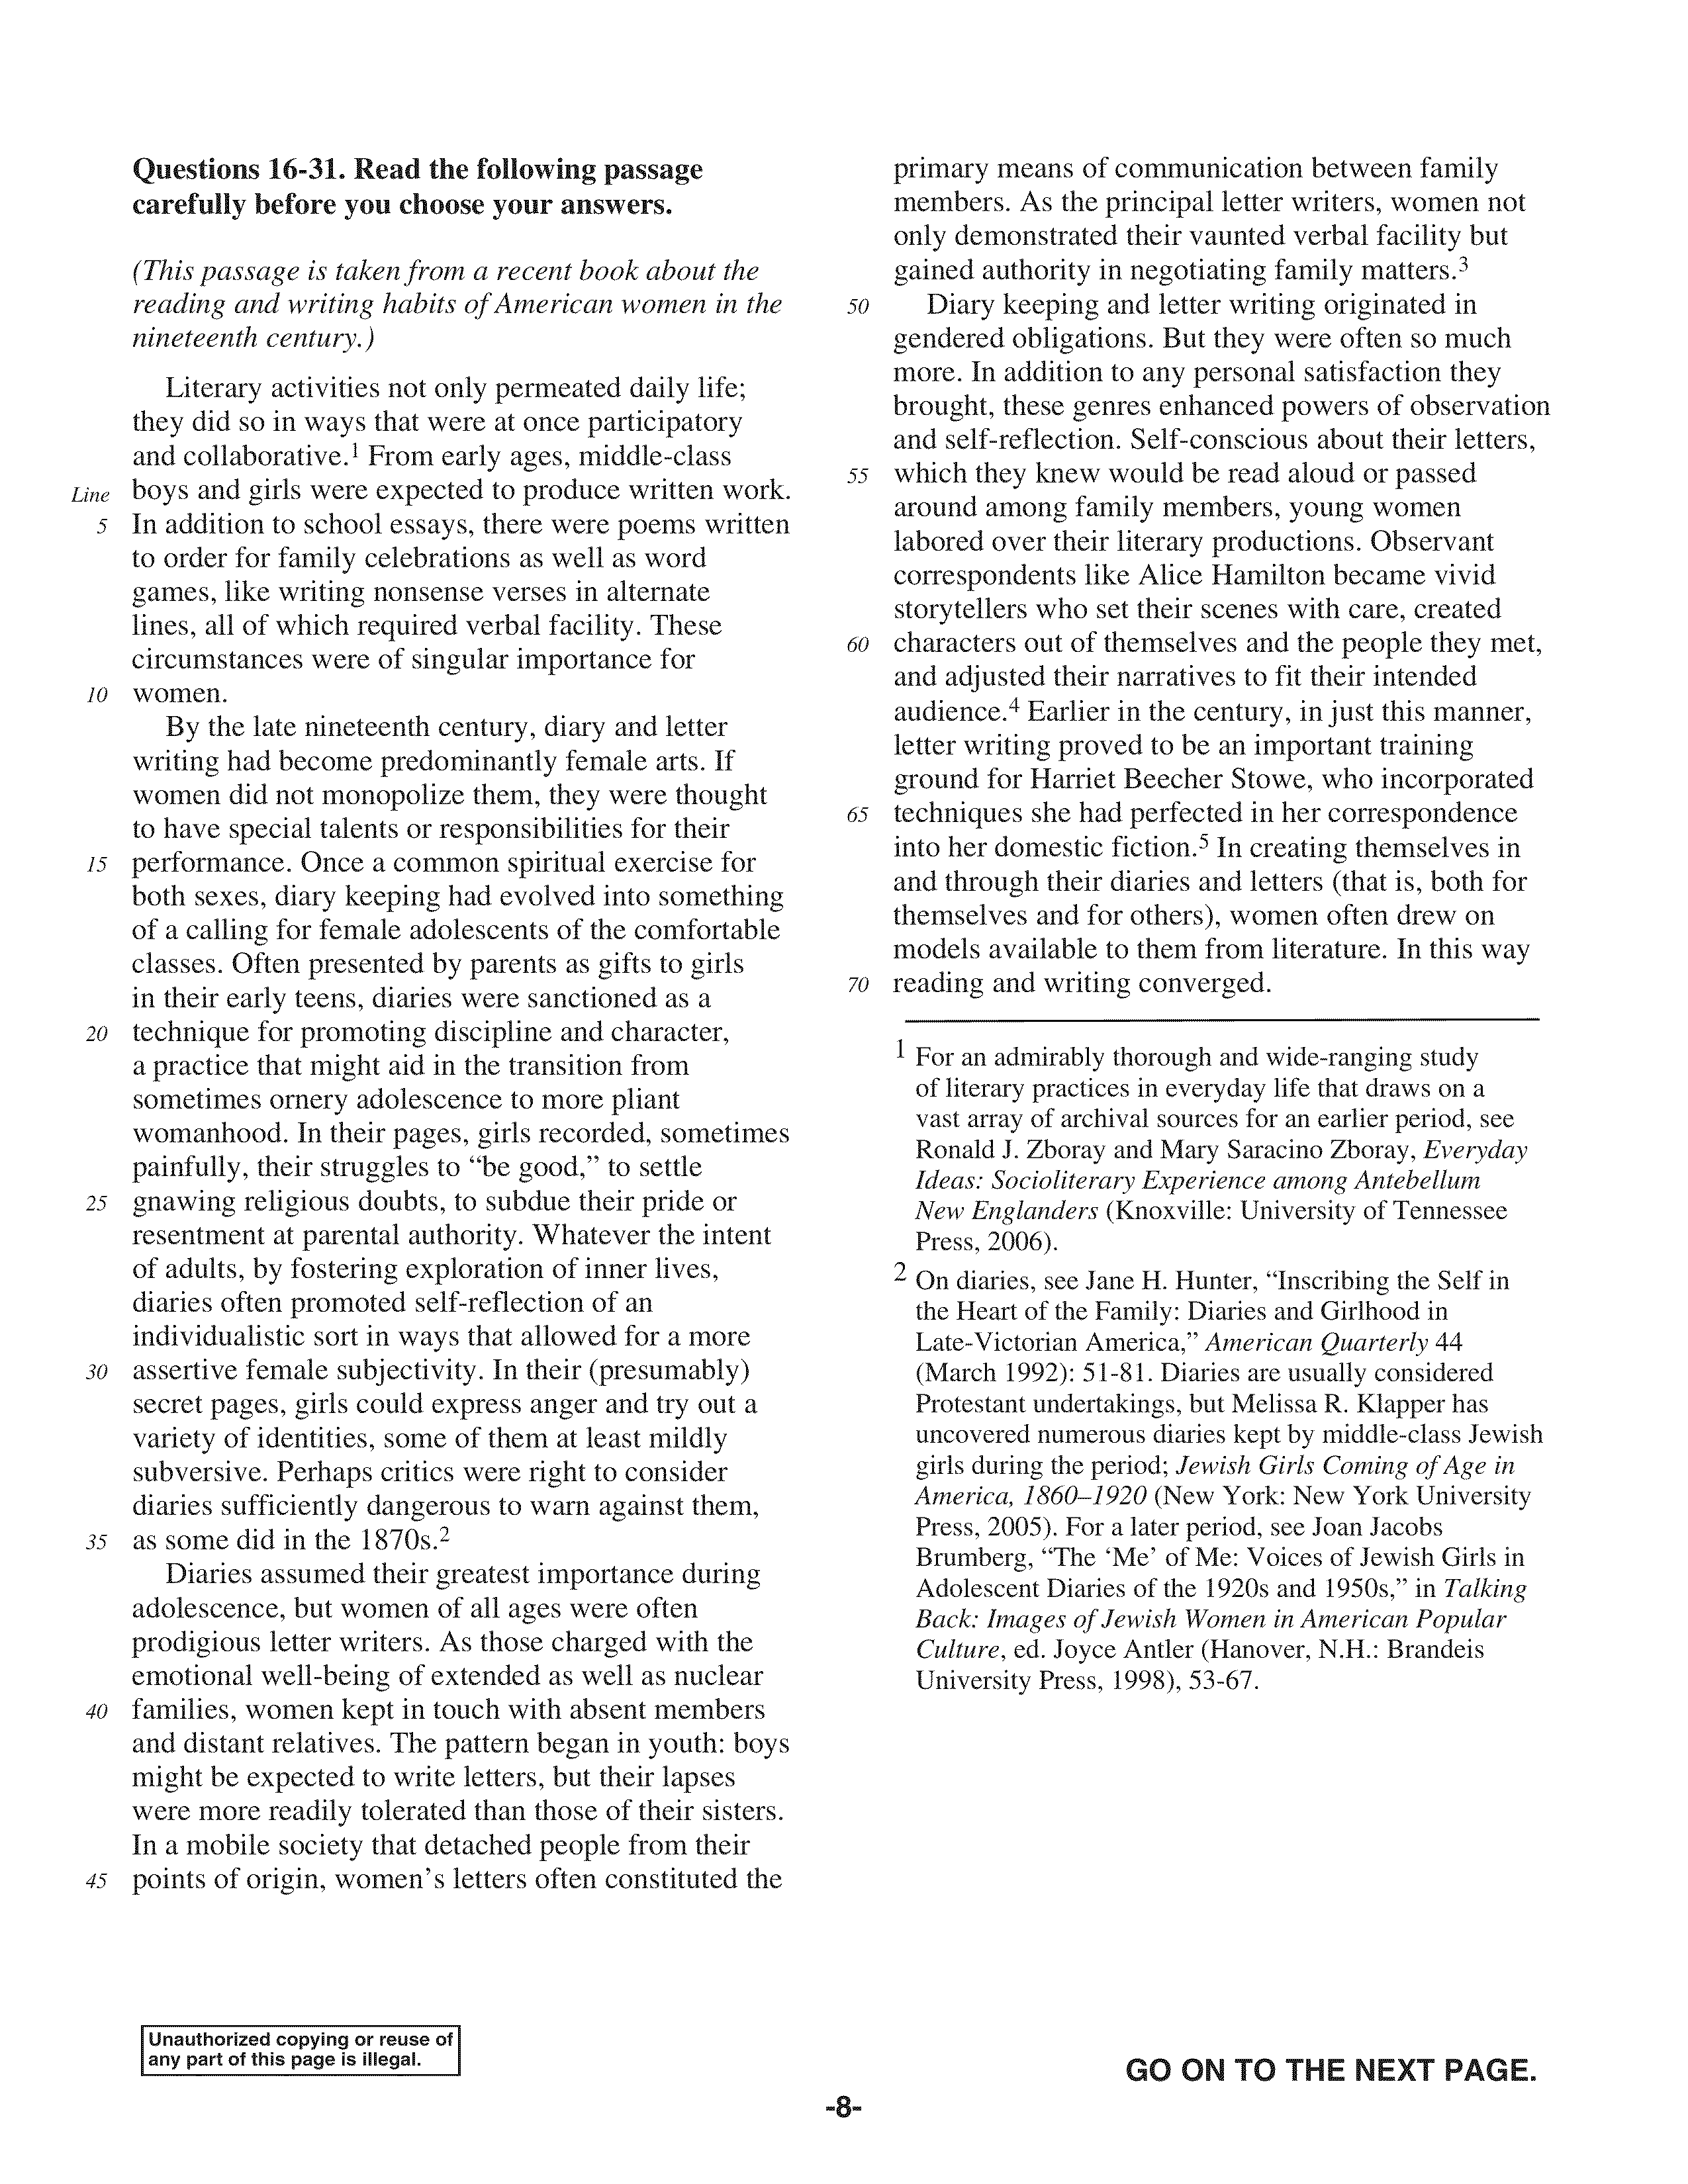 Questions 16-31. Read the following passage
carefully before you choose your answers.
(This passage is taken from a recent book about the
reading and writing habits of American women in the
nineteenth century.)
Literary activities not only permeated daily life;
they did so in ways that were at once participatory
and collaborative.1 From early ages, middle-class
Line boys and girls were expected to produce written work.
5 In addition to school essays, there were poems written
to order for family celebrations as well as word
games, like writing nonsense verses in alternate
lines, all of which required verbal facility. These
circumstances were of singular importance for
10 women.
By the late nineteenth century, diary and letter
writing had become predominantly female arts. If
women did not monopolize them, they were thought
to have special talents or responsibilities for their
15 performance. Once a common spiritual exercise for
both sexes, diary keeping had evolved into something
of a calling for female adolescents of the comfortable
classes. Often presented by parents as gifts to girls
in their early teens, diaries were sanctioned as a
20 technique for promoting discipline and character,
a practice that might aid in the transition from
sometimes ornery adolescence to more pliant
womanhood. In their pages, girls recorded, sometimes
painfully, their struggles to “be good,” to settle
25 gnawing religious doubts, to subdue their pride or
resentment at parental authority. Whatever the intent
of adults, by fostering exploration of inner lives,
diaries often promoted self-reflection of an
individualistic sort in ways that allowed for a more
30 assertive female subjectivity. In their (presumably)
secret pages, girls could express anger and try out a
variety of identities, some of them at least mildly
subversive. Perhaps critics were right to consider
diaries sufficiently dangerous to warn against them,
35 as some did in the 1870s.2
Diaries assumed their greatest importance during
adolescence, but women of all ages were often
prodigious letter writers. As those charged with the
emotional well-being of extended as well as nuclear
40 families, women kept in touch with absent members
and distant relatives. The pattern began in youth: boys
might be expected to write letters, but their lapses
were more readily tolerated than those of their sisters.
In a mobile society that detached people from their
45 points of origin, women’s letters often constituted the
primary means of communication between family
members. As the principal letter writers, women not
only demonstrated their vaunted verbal facility but
gained authority in negotiating family matters.3
50 Diary keeping and letter writing originated in
gendered obligations. But they were often so much
more. In addition to any personal satisfaction they
brought, these genres enhanced powers of observation
and self-reflection. Self-conscious about their letters,
55 which they knew would be read aloud or passed
around among family members, young women
labored over their literary productions. Observant
correspondents like Alice Hamilton became vivid
storytellers who set their scenes with care, created
60 characters out of themselves and the people they met,
and adjusted their narratives to fit their intended
audience.4 Earlier in the century, in just this manner,
letter writing proved to be an important training
ground for Harriet Beecher Stowe, who incorporated
65 techniques she had perfected in her correspondence
into her domestic fiction.5 In creating themselves in
and through their diaries and letters (that is, both for
themselves and for others), women often drew on
models available to them from literature. In this way
70 reading and writing converged.
1 For an admirably thorough and wide-ranging study
of literary practices in everyday life that draws on a
vast array of archival sources for an earlier period, see
Ronald J. Zboray and Mary Saracino Zboray, Everyday
Ideas: Socioliterary Experience among Antebellum
New Englanders (Knoxville: University of Tennessee
Press, 2006).
2 On diaries, see Jane H. Hunter, “Inscribing the Self in
the Heart of the Family: Diaries and Girlhood in
Late-Victorian America,” American Quarterly 44
(March 1992): 51-81. Diaries are usually considered
Protestant undertakings, but Melissa R. Klapper has
uncovered numerous diaries kept by middle-class Jewish
girls during the period; Jewish Girls Coming of Age in
America, 1860–1920 (New York: New York University
Press, 2005). For a later period, see Joan Jacobs
Brumberg, “The ‘Me’ of Me: Voices of Jewish Girls in
Adolescent Diaries of the 1920s and 1950s,” in Talking
Back: Images of Jewish Women in American Popular
Culture, ed. Joyce Antler (Hanover, N.H.: Brandeis
University Press, 1998), 53-67.
Unauthorized copying or reuse of
any part of this page is illegal.
GO ON TO THE NEXT PAGE.
-8-